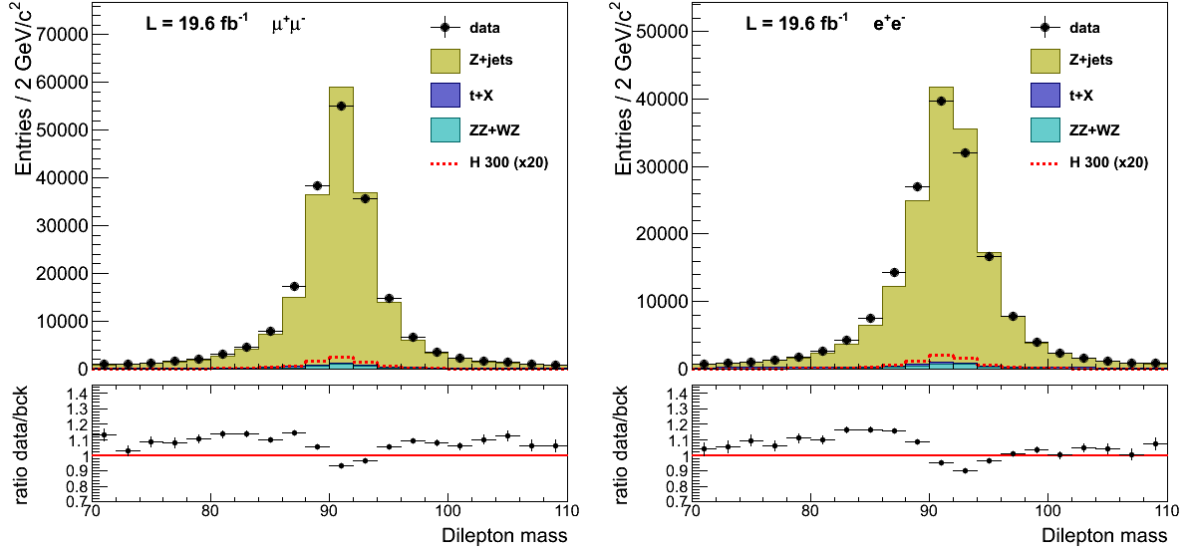 L = 19.6 fb⁻¹ μ⁺μ⁻
Entries / 2 GeV/c²
70000
60000
50000
40000
30000
20000
10000
0
data
Z+jets
t+X
ZZ+WZ
H 300 (x20)
ratio data/bck
1.4
1.3
1.2
1.1
1
0.9
0.8
0.7
70 80 90 100 110
Dilepton mass
L = 19.6 fb⁻¹ e⁺e⁻
Entries / 2 GeV/c²
50000
40000
30000
20000
10000
0
data
Z+jets
t+X
ZZ+WZ
H 300 (x20)
ratio data/bck
1.4
1.3
1.2
1.1
1
0.9
0.8
0.7
70 80 90 100 110
Dilepton mass